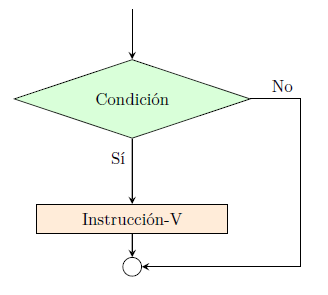 No
Condición
Sí
Instrucción-V